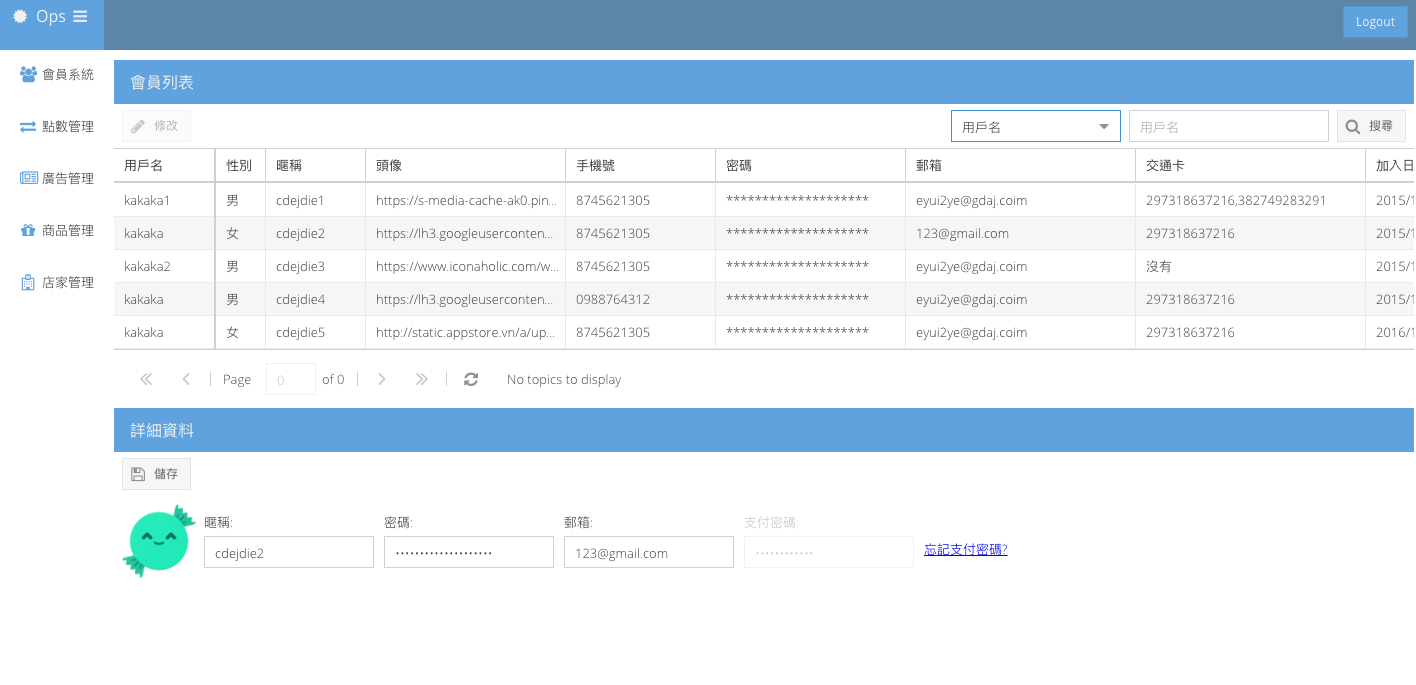 Ops
Logout
會員系統
點數管理
廣告管理
商品管理
店家管理
會員列表
修改 用戶名 用戶名 搜尋
用戶名 性別 暱稱 頭像 手機號 密碼 郵箱 交通卡 加入日
kakaka1 男 cdejdie1 https://s-media-cache-ak0.pin... 8745621305 ******************** eyui2ye@gdaj.coim 297318637216,382749283291 2015/1
kakaka 女 cdejdie2 https://lh3.googleuserconten... 8745621305 ******************** 123@gmail.com 297318637216 2015/1
kakaka2 男 cdejdie3 https://www.iconaholic.com/w... 8745621305 ******************** eyui2ye@gdaj.coim 沒有 2015/1
kakaka 男 cdejdie4 https://lh3.googleuserconten... 0988764312 ******************** eyui2ye@gdaj.coim 297318637216 2015/1
kakaka 女 cdejdie5 http://static.appstore.vn/a/up... 8745621305 ******************** eyui2ye@gdaj.coim 297318637216 2016/1
Page 0 of 0 No topics to display
詳細資料
儲存
暱稱: 密碼: 郵箱: 支付密碼:
cdejdie2 •••••••••••••••••••• 123@gmail.com •••••••••••• 忘記支付密碼?